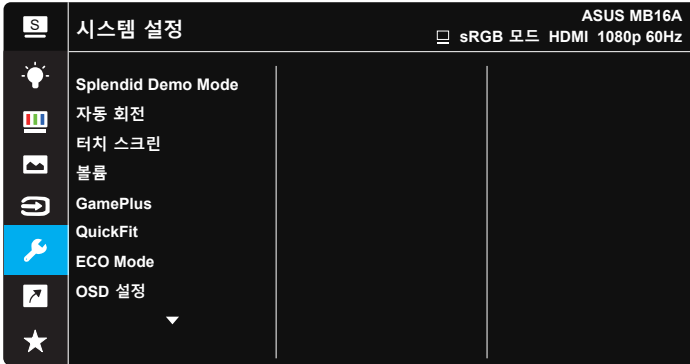 S
시스템 설정
ASUS MB16A
sRGB 모드 HDMI 1080p 60Hz
Splendid Demo Mode
자동 회전
터치 스크린
볼륨
GamePlus
QuickFit
ECO Mode
OSD 설정